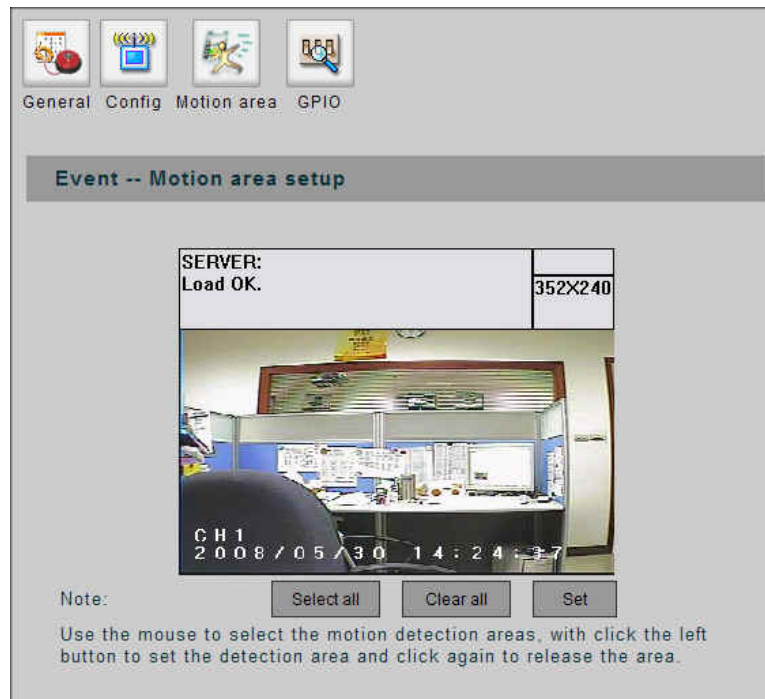 General Config Motion area GPIO
Event -- Motion area setup
SERVER:
Load OK.
352X240
CH1
2008/05/30 14:24:37
Note:
Select all Clear all Set
Use the mouse to select the motion detection areas, with click the left
button to set the detection area and click again to release the area.